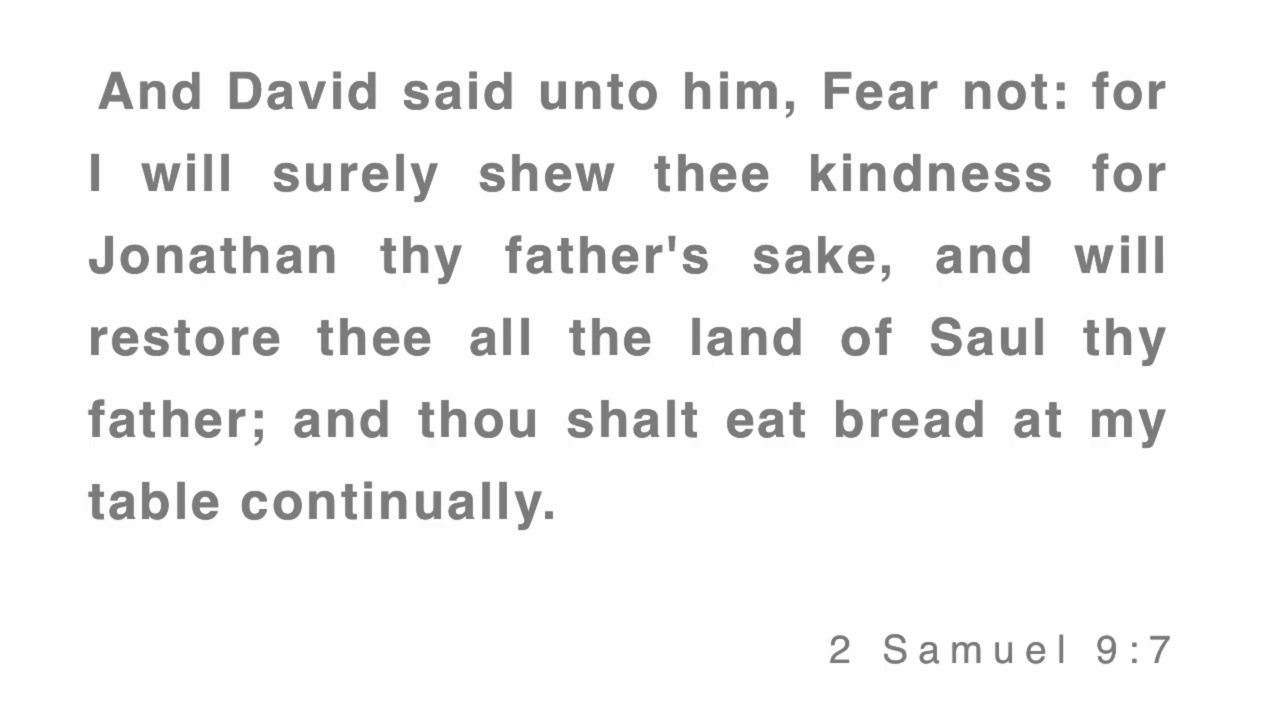 And David said unto him, Fear not: for
I will surely shew thee kindness for
Jonathan thy father's sake, and will
restore thee all the land of Saul thy
father; and thou shalt eat bread at my
table continually.
2 Samuel 9:7